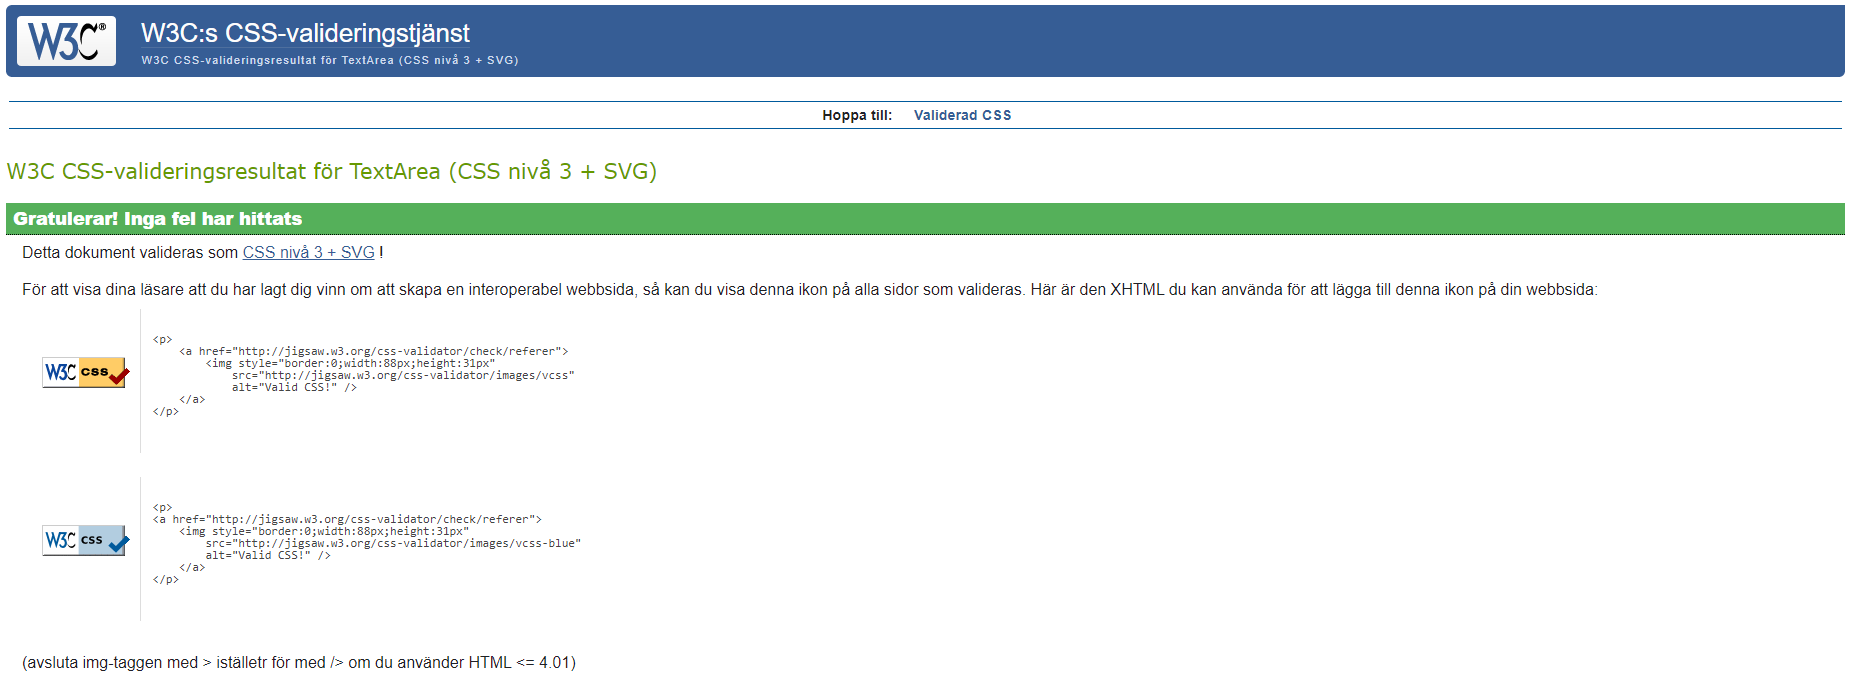 W3C®
W3C:s CSS-valideringstjänst
W3C CSS-valideringsresultat för TextArea (CSS nivå 3 + SVG)
Hoppa till: Validerad CSS
W3C CSS-valideringsresultat för TextArea (CSS nivå 3 + SVG)
Gratulerar! Inga fel har hittats
Detta dokument valideras som CSS nivå 3 + SVG !
För att visa dina läsare att du har lagt dig vinn om att skapa en interoperabel webbsida, så kan du visa denna ikon på alla sidor som valideras. Här är den XHTML du kan använda för att lägga till denna ikon på din webbsida:
W3C css
<p>
    <a href="http://jigsaw.w3.org/css-validator/check/referer">
        <img style="border:0;width:88px;height:31px"
            src="http://jigsaw.w3.org/css-validator/images/vcss"
            alt="Valid CSS!" />
    </a>
</p>
W3C css
<p>
<a href="http://jigsaw.w3.org/css-validator/check/referer">
    <img style="border:0;width:88px;height:31px"
        src="http://jigsaw.w3.org/css-validator/images/vcss-blue"
        alt="Valid CSS!" />
    </a>
</p>
(avsluta img-taggen med > iställetr för med /> om du använder HTML <= 4.01)